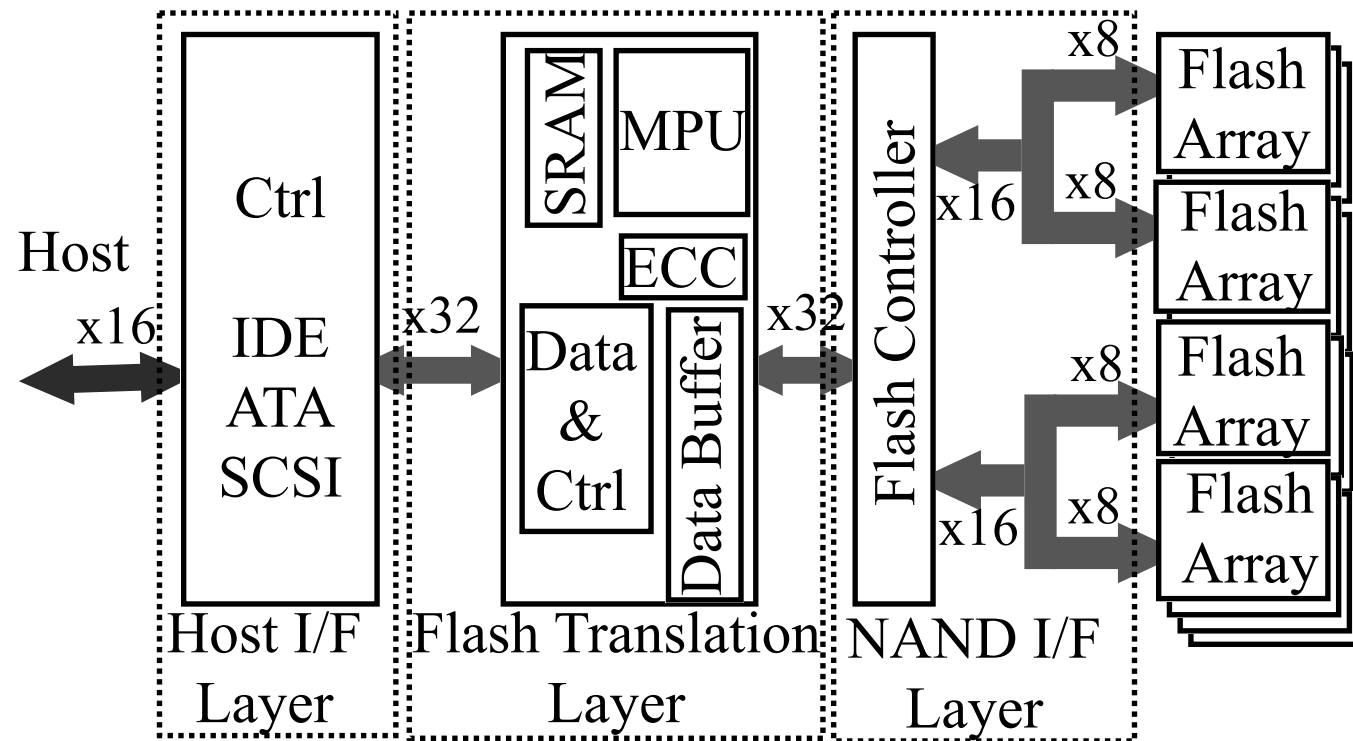 Host
x16
Ctrl
IDE
ATA
SCSI
Host I/F
Layer
x32
SRAM
MPU
ECC
Data
&
Ctrl
Data Buffer
Flash Translation
Layer
x32
Flash Controller
x16
x8
x8
x16
x8
x8
NAND I/F
Layer
Flash
Array
Flash
Array
Flash
Array
Flash
Array